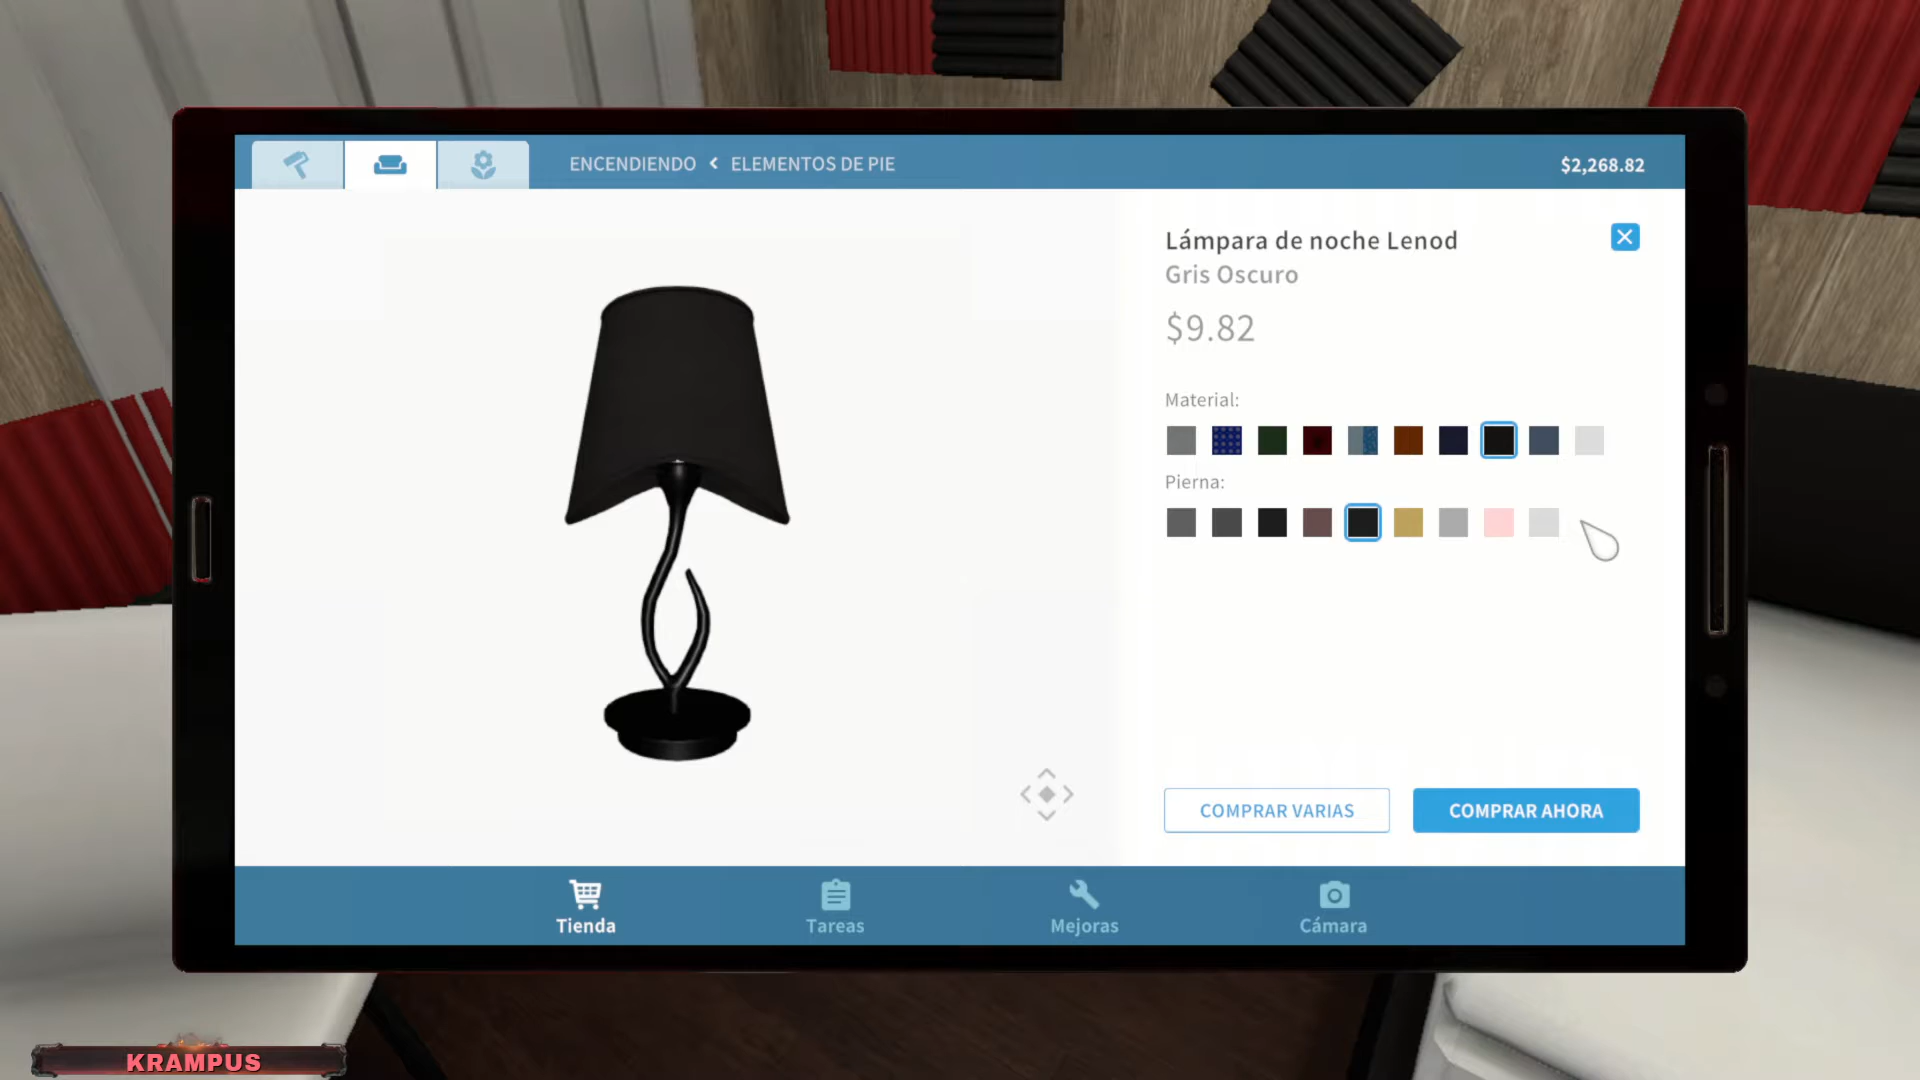 ENCENDIENDO < ELEMENTOS DE PIE
$2,268.82
Lámpara de noche Lenod
Gris Oscuro
$9.82
Material:
Pierna:
COMPRAR VARIAS
COMPRAR AHORA
Tienda
Tareas
Mejoras
Cámara
KRAMPUS